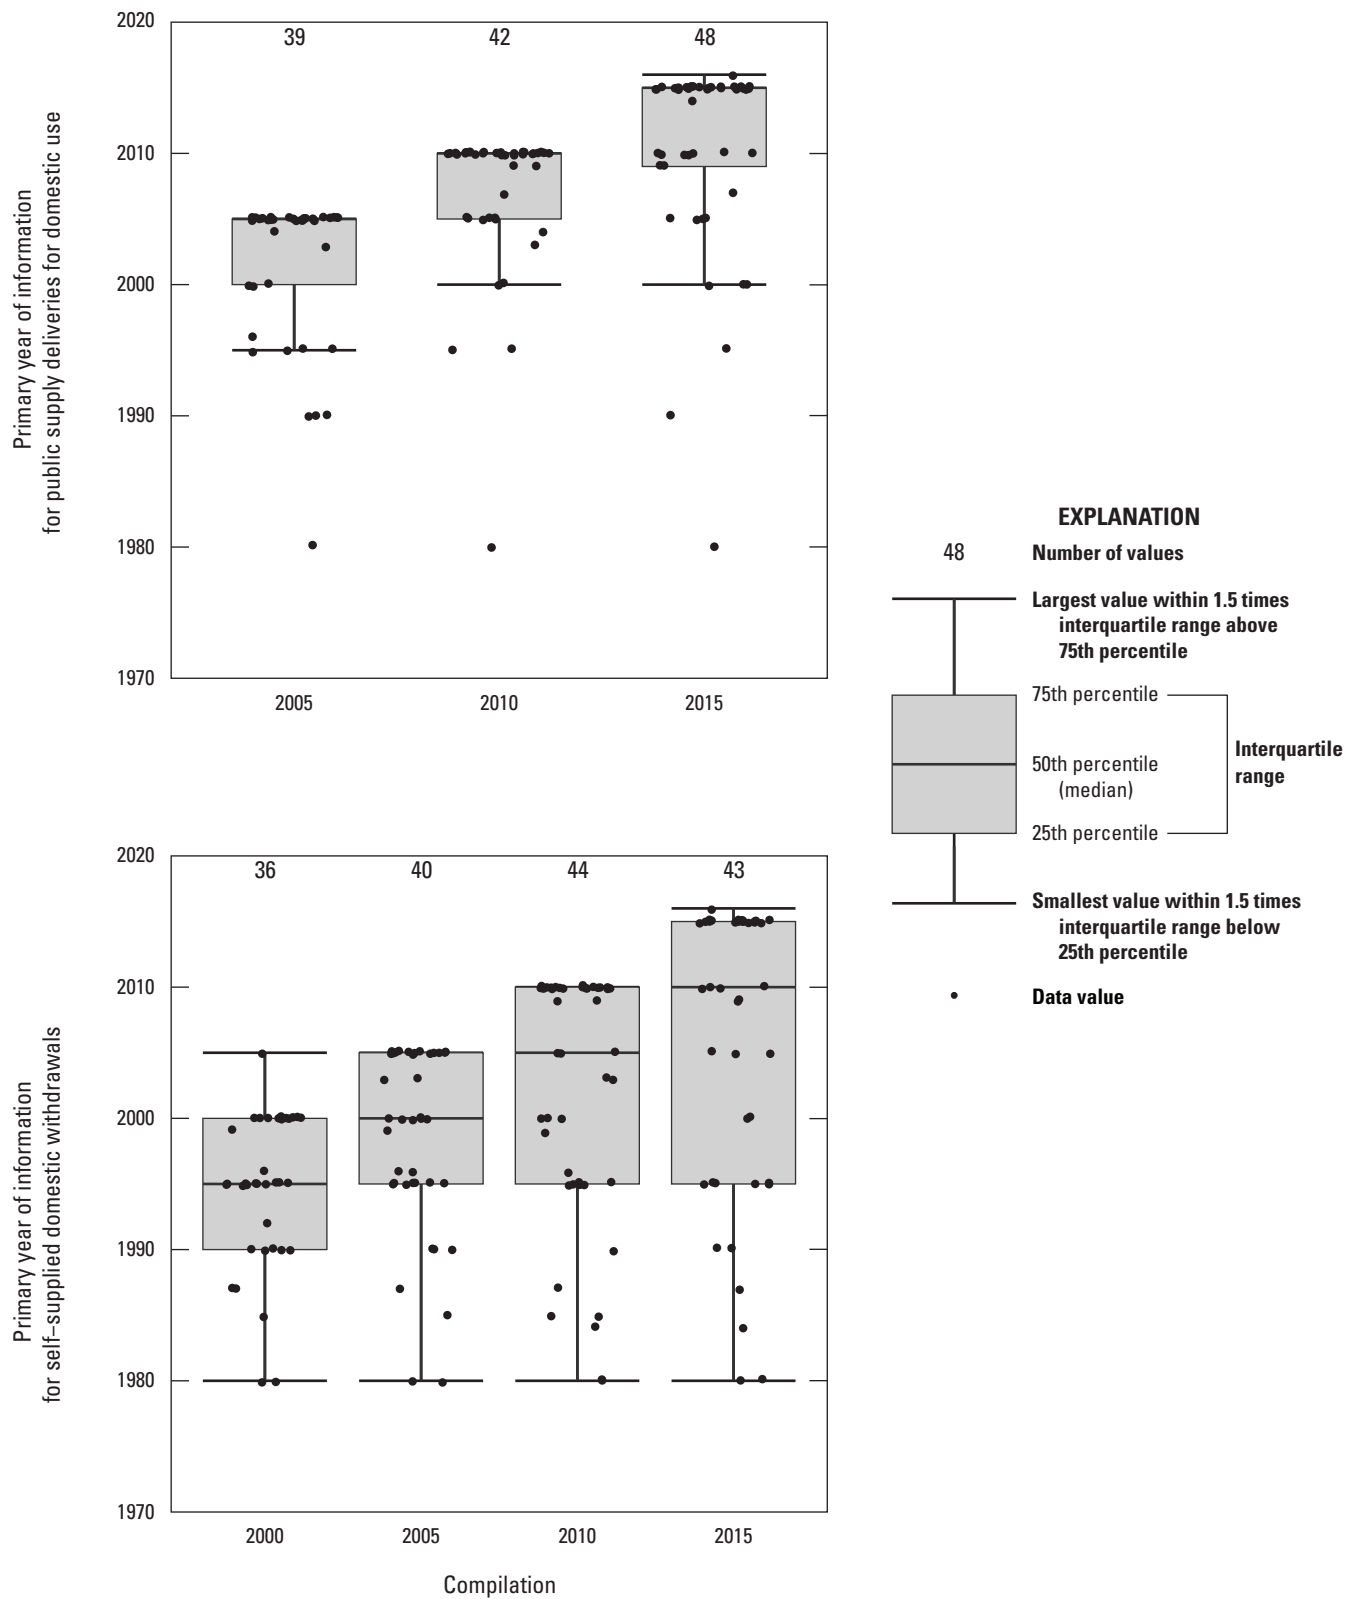 2020
39
42
48
2010
2000
1990
1980
1970
Primary year of information
for public supply deliveries for domestic use
2005
2010
2015
EXPLANATION
48
Number of values
Largest value within 1.5 times
interquartile range above
75th percentile
75th percentile
50th percentile
(median)
25th percentile
Interquartile
range
Smallest value within 1.5 times
interquartile range below
25th percentile
Data value
2020
36
40
44
43
2010
2000
1990
1980
1970
Primary year of information
for self–supplied domestic withdrawals
2000
2005
2010
2015
Compilation